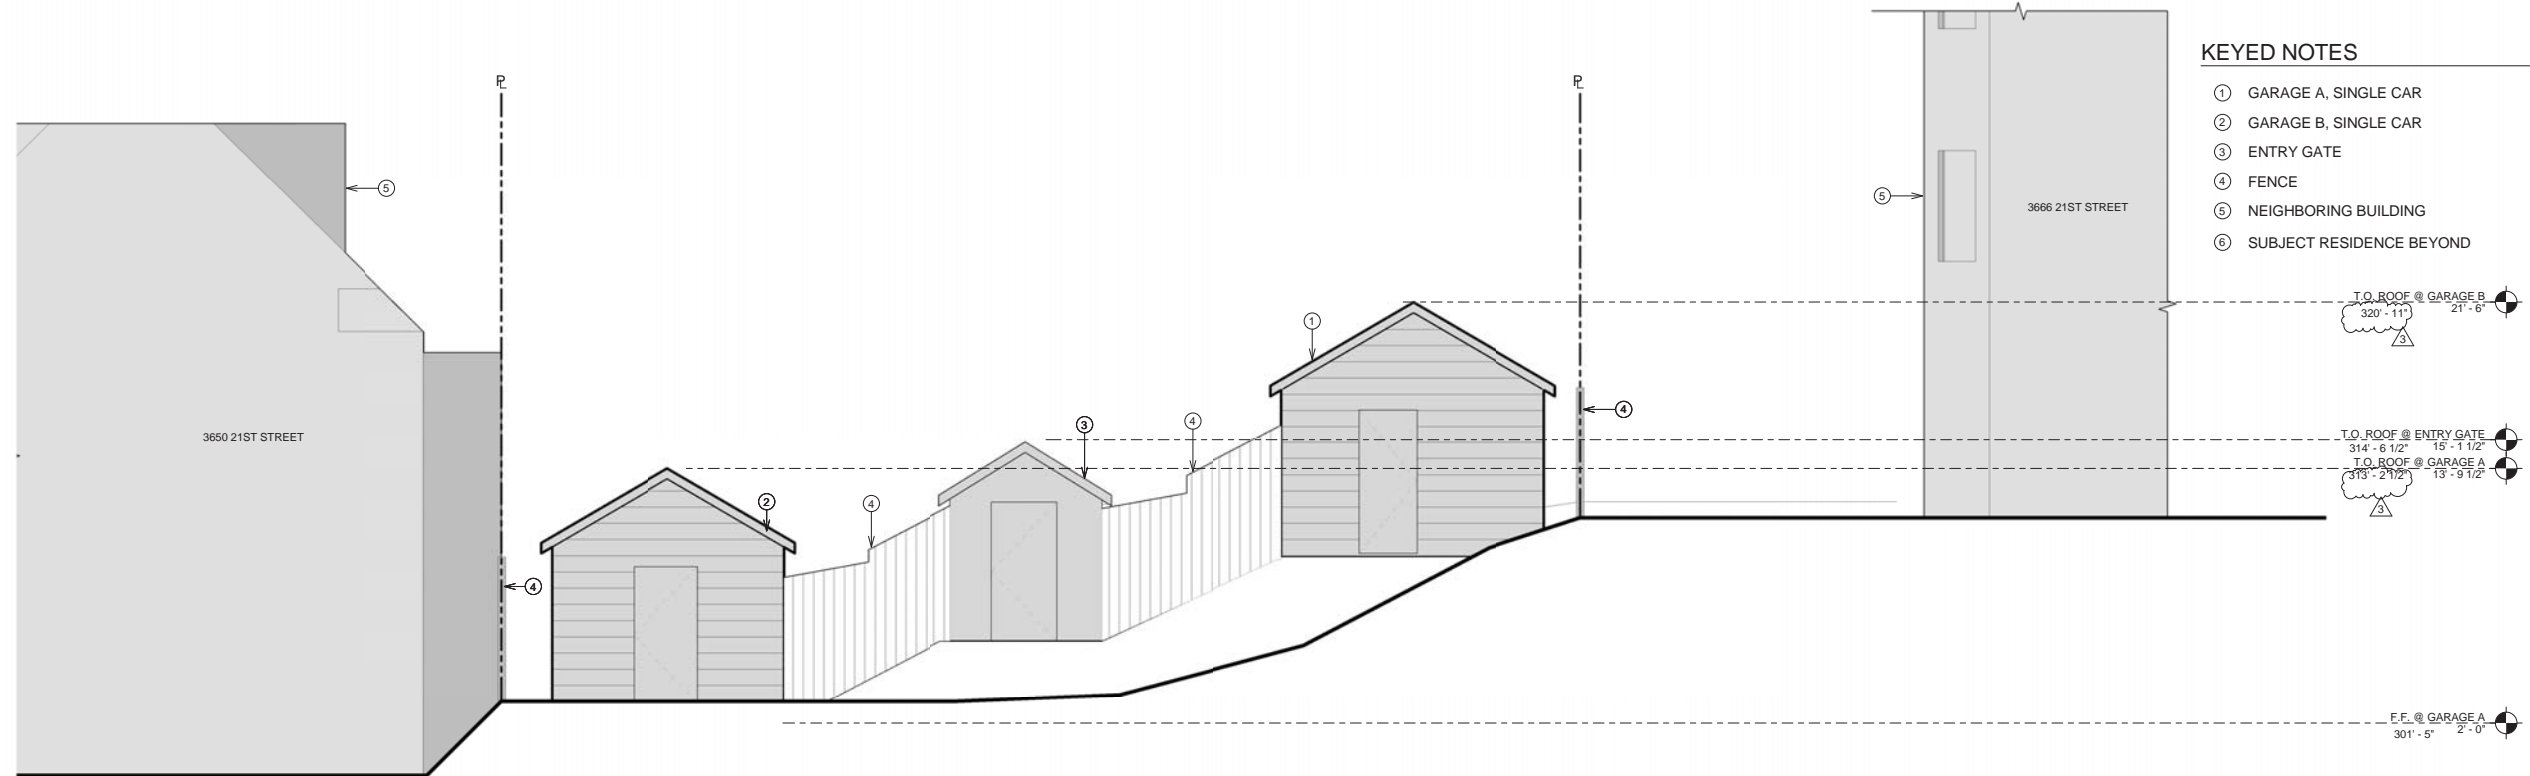 ℄
℄
KEYED NOTES
1 GARAGE A, SINGLE CAR
2 GARAGE B, SINGLE CAR
3 ENTRY GATE
4 FENCE
5 NEIGHBORING BUILDING
6 SUBJECT RESIDENCE BEYOND
5
5
3666 21ST STREET
T.O. ROOF @ GARAGE B
320' - 11" 21' - 6"
3
1
4
3
4
3650 21ST STREET
T.O. ROOF @ ENTRY GATE
314' - 6 1/2" 15' - 1 1/2"
T.O. ROOF @ GARAGE A
313' - 2 1/2" 13' - 9 1/2"
3
2
4
4
F.F. @ GARAGE A
301' - 5" 2' - 0"